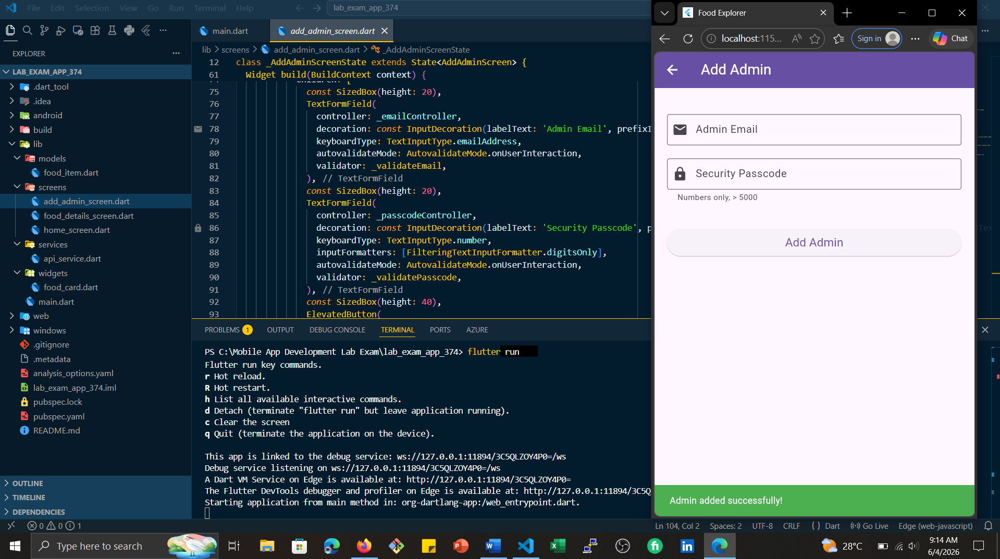 File Edit Selection View Go Run Terminal Help
lab_exam_app_374
EXPLORER
LAB_EXAM_APP_374
.dart_tool
.idea
android
build
lib
models
food_item.dart
screens
add_admin_screen.dart
food_details_screen.dart
home_screen.dart
services
api_service.dart
widgets
food_card.dart
main.dart
web
windows
.gitignore
.metadata
analysis_options.yaml
lab_exam_app_374.iml
pubspec.lock
pubspec.yaml
README.md
OUTLINE
TIMELINE
DEPENDENCIES
main.dart
add_admin_screen.dart
lib > screens > add_admin_screen.dart > _AddAdminScreenState
12 class _AddAdminScreenState extends State<AddAdminScreen> {
61 Widget build(BuildContext context) {
74 children: [
75 const SizedBox(height: 20),
76 TextFormField(
77 controller: _emailController,
78 decoration: const InputDecoration(labelText: 'Admin Email', prefixI
79 keyboardType: TextInputType.emailAddress,
80 autovalidateMode: AutovalidateMode.onUserInteraction,
81 validator: _validateEmail,
82 ), // TextFormField
83 const SizedBox(height: 20),
84 TextFormField(
85 controller: _passcodeController,
86 decoration: const InputDecoration(labelText: 'Security Passcode', p
87 keyboardType: TextInputType.number,
88 inputFormatters: [FilteringTextInputFormatter.digitsOnly],
89 autovalidateMode: AutovalidateMode.onUserInteraction,
90 validator: _validatePasscode,
91 ), // TextFormField
92 const SizedBox(height: 40),
93 ElevatedButton(
PROBLEMS 1 OUTPUT DEBUG CONSOLE TERMINAL PORTS AZURE
PS C:\Mobile App Development Lab Exam\lab_exam_app_374> flutter run
Flutter run key commands.
r Hot reload.
R Hot restart.
h List all available interactive commands.
d Detach (terminate "flutter run" but leave application running).
c Clear the screen
q Quit (terminate the application on the device).
This app is linked to the debug service: ws://127.0.0.1:11894/3C5QLZOY4P0=/ws
Debug service listening on ws://127.0.0.1:11894/3C5QLZOY4P0=/ws
A Dart VM Service on Edge is available at: http://127.0.0.1:11894/3C5QLZOY4P0=
The Flutter DevTools debugger and profiler on Edge is available at: http://127.0.0.1:11894/3C5Q
Starting application from main method in: org-dartlang-app:/web_entrypoint.dart.
Food Explorer
localhost:115...
Sign in
Chat
Add Admin
Admin Email
Security Passcode
Numbers only, > 5000
Add Admin
Admin added successfully!
0 0 1
Ln 104, Col 2 Spaces: 2 UTF-8 CRLF { } Dart Go Live Edge (web-javascript)
Type here to search
28°C
9:14 AM
6/4/2026